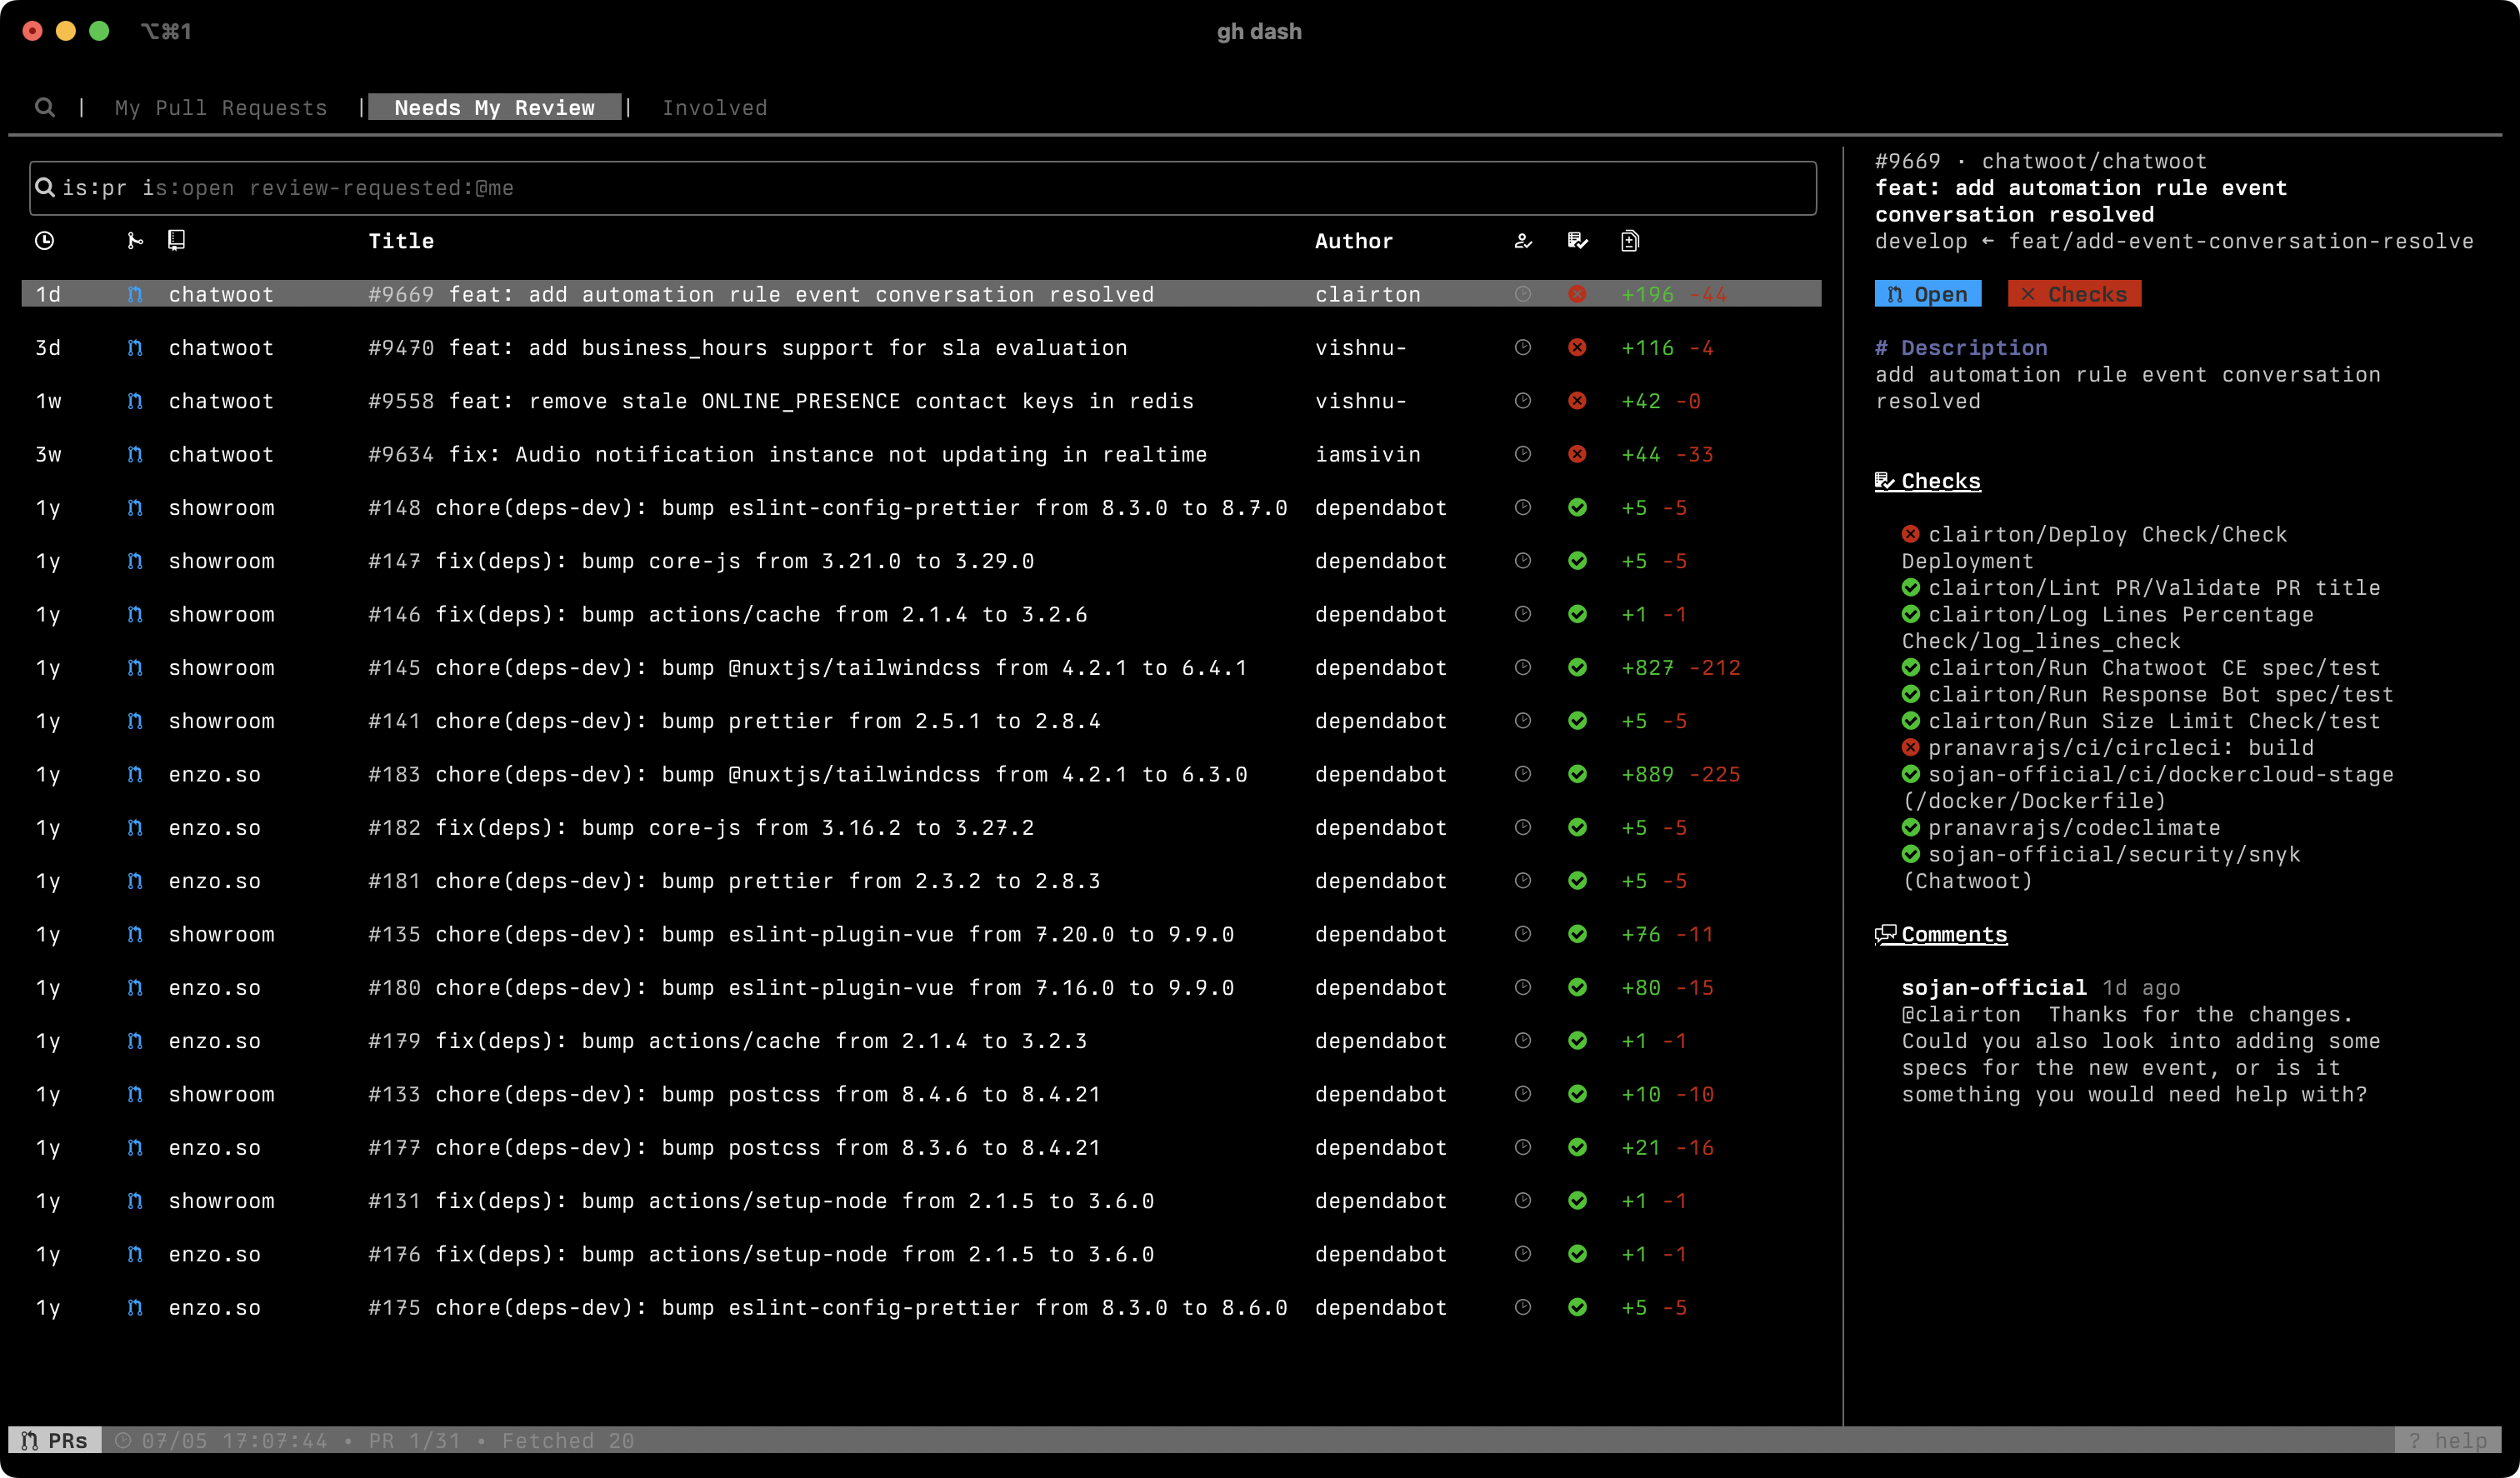 ⌥⌘1 gh dash
| My Pull Requests | Needs My Review | Involved
is:pr is:open review-requested:@me
Title Author
1d chatwoot #9669 feat: add automation rule event conversation resolved clairton +196 -44
3d chatwoot #9470 feat: add business_hours support for sla evaluation vishnu- +116 -4
1w chatwoot #9558 feat: remove stale ONLINE_PRESENCE contact keys in redis vishnu- +42 -0
3w chatwoot #9634 fix: Audio notification instance not updating in realtime iamsivin +44 -33
1y showroom #148 chore(deps-dev): bump eslint-config-prettier from 8.3.0 to 8.7.0 dependabot +5 -5
1y showroom #147 fix(deps): bump core-js from 3.21.0 to 3.29.0 dependabot +5 -5
1y showroom #146 fix(deps): bump actions/cache from 2.1.4 to 3.2.6 dependabot +1 -1
1y showroom #145 chore(deps-dev): bump @nuxtjs/tailwindcss from 4.2.1 to 6.4.1 dependabot +827 -212
1y showroom #141 chore(deps-dev): bump prettier from 2.5.1 to 2.8.4 dependabot +5 -5
1y enzo.so #183 chore(deps-dev): bump @nuxtjs/tailwindcss from 4.2.1 to 6.3.0 dependabot +889 -225
1y enzo.so #182 fix(deps): bump core-js from 3.16.2 to 3.27.2 dependabot +5 -5
1y enzo.so #181 chore(deps-dev): bump prettier from 2.3.2 to 2.8.3 dependabot +5 -5
1y showroom #135 chore(deps-dev): bump eslint-plugin-vue from 7.20.0 to 9.9.0 dependabot +76 -11
1y enzo.so #180 chore(deps-dev): bump eslint-plugin-vue from 7.16.0 to 9.9.0 dependabot +80 -15
1y enzo.so #179 fix(deps): bump actions/cache from 2.1.4 to 3.2.3 dependabot +1 -1
1y showroom #133 chore(deps-dev): bump postcss from 8.4.6 to 8.4.21 dependabot +10 -10
1y enzo.so #177 chore(deps-dev): bump postcss from 8.3.6 to 8.4.21 dependabot +21 -16
1y showroom #131 fix(deps): bump actions/setup-node from 2.1.5 to 3.6.0 dependabot +1 -1
1y enzo.so #176 fix(deps): bump actions/setup-node from 2.1.5 to 3.6.0 dependabot +1 -1
1y enzo.so #175 chore(deps-dev): bump eslint-config-prettier from 8.3.0 to 8.6.0 dependabot +5 -5
#9669 · chatwoot/chatwoot
feat: add automation rule event
conversation resolved
develop ← feat/add-event-conversation-resolve
Open × Checks
# Description
add automation rule event conversation
resolved
Checks
clairton/Deploy Check/Check
Deployment
clairton/Lint PR/Validate PR title
clairton/Log Lines Percentage
Check/log_lines_check
clairton/Run Chatwoot CE spec/test
clairton/Run Response Bot spec/test
clairton/Run Size Limit Check/test
pranavrajs/ci/circleci: build
sojan-official/ci/dockercloud-stage
(/docker/Dockerfile)
pranavrajs/codeclimate
sojan-official/security/snyk
(Chatwoot)
Comments
sojan-official 1d ago
@clairton Thanks for the changes.
Could you also look into adding some
specs for the new event, or is it
something you would need help with?
PRs 07/05 17:07:44 • PR 1/31 • Fetched 20 ? help